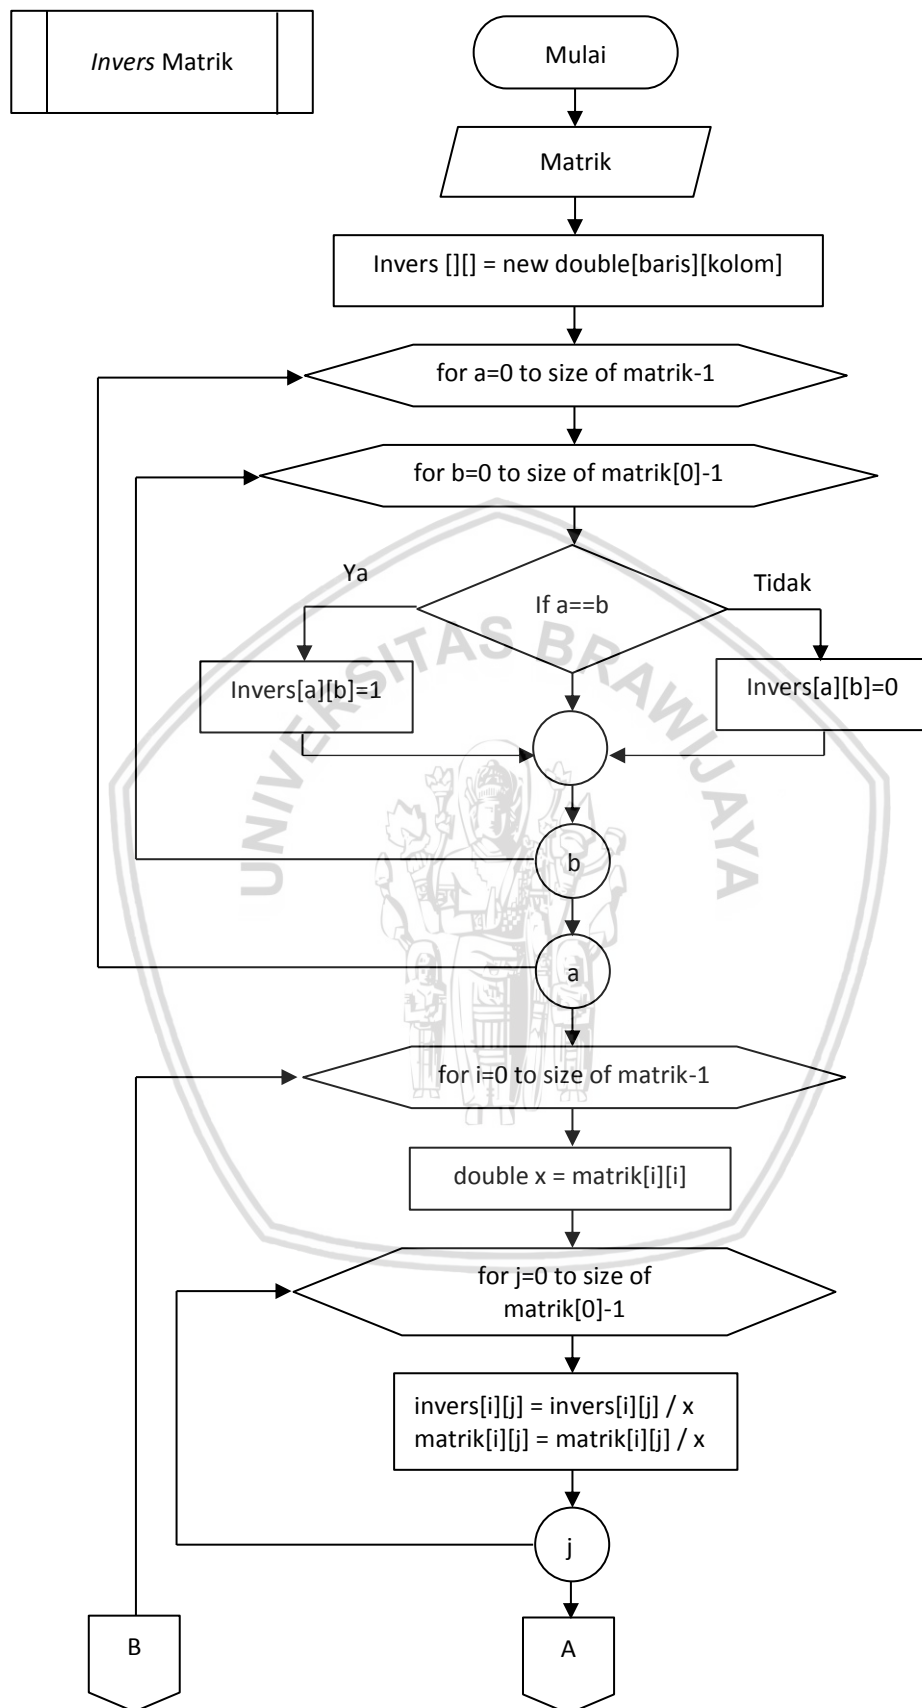 Invers Matrik
Mulai
Matrik
Invers [][] = new double[baris][kolom]
for a=0 to size of matrik-1
for b=0 to size of matrik[0]-1
Ya
If a==b
Tidak
Invers[a][b]=1
Invers[a][b]=0
UNIVERSITAS BRAWIJAYA
b
a
for i=0 to size of matrik-1
double x = matrik[i][i]
for j=0 to size of
matrik[0]-1
invers[i][j] = invers[i][j] / x
matrik[i][j] = matrik[i][j] / x
j
B
A